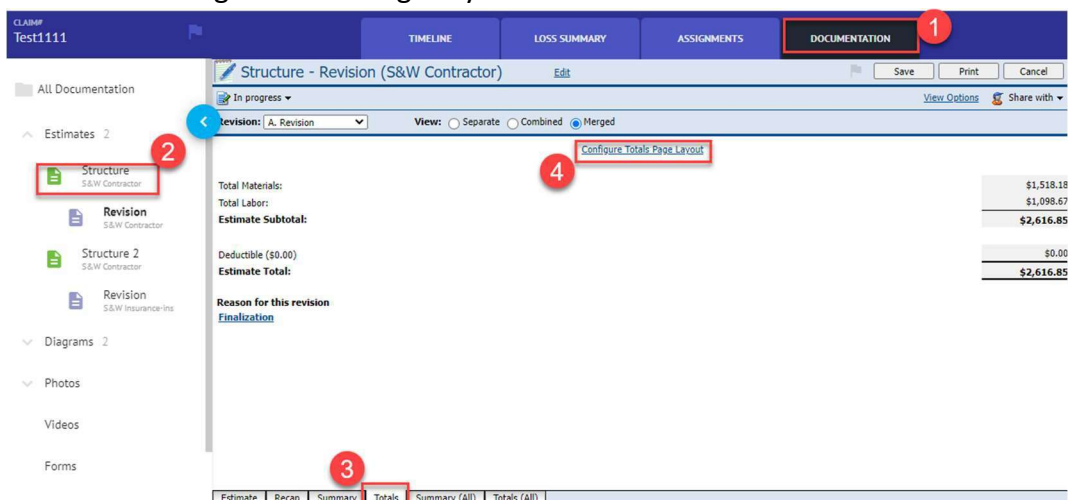 CLAIM#
Test1111
TIMELINE
LOSS SUMMARY
ASSIGNMENTS
DOCUMENTATION
1
All Documentation
Estimates 2
2
Structure
S&W Contractor
Revision
S&W Contractor
Structure 2
S&W Contractor
Revision
S&W Insurance-ins
Diagrams 2
Photos
Videos
Forms
Structure - Revision (S&W Contractor)
Edit
Save
Print
Cancel
In progress
View Options
Share with
Revision: A. Revision
View: Separate Combined Merged
Configure Totals Page Layout
4
Total Materials: $1,518.18
Total Labor: $1,098.67
Estimate Subtotal: $2,616.85
Deductible ($0.00) $0.00
Estimate Total: $2,616.85
Reason for this revision
Finalization
3
Estimate Recap Summary Totals Summary (All) Totals (All)